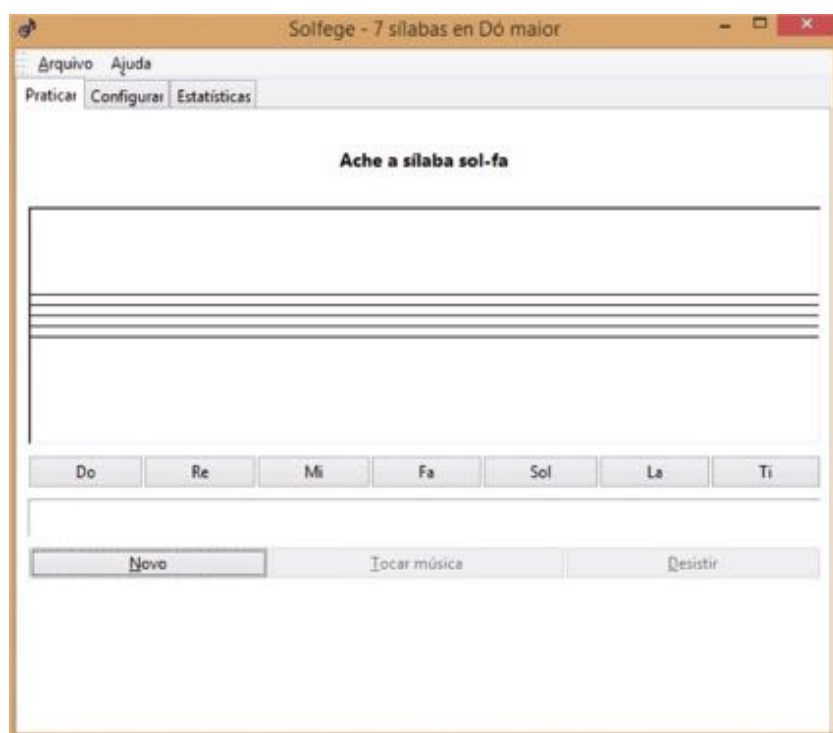 Solfege - 7 sílabas en Dó maior
Arquivo Ajuda
Praticar Configurar Estatísticas
Ache a sílaba sol-fa
Do Re Mi Fa Sol La Ti
Novo Tocar música Desistir